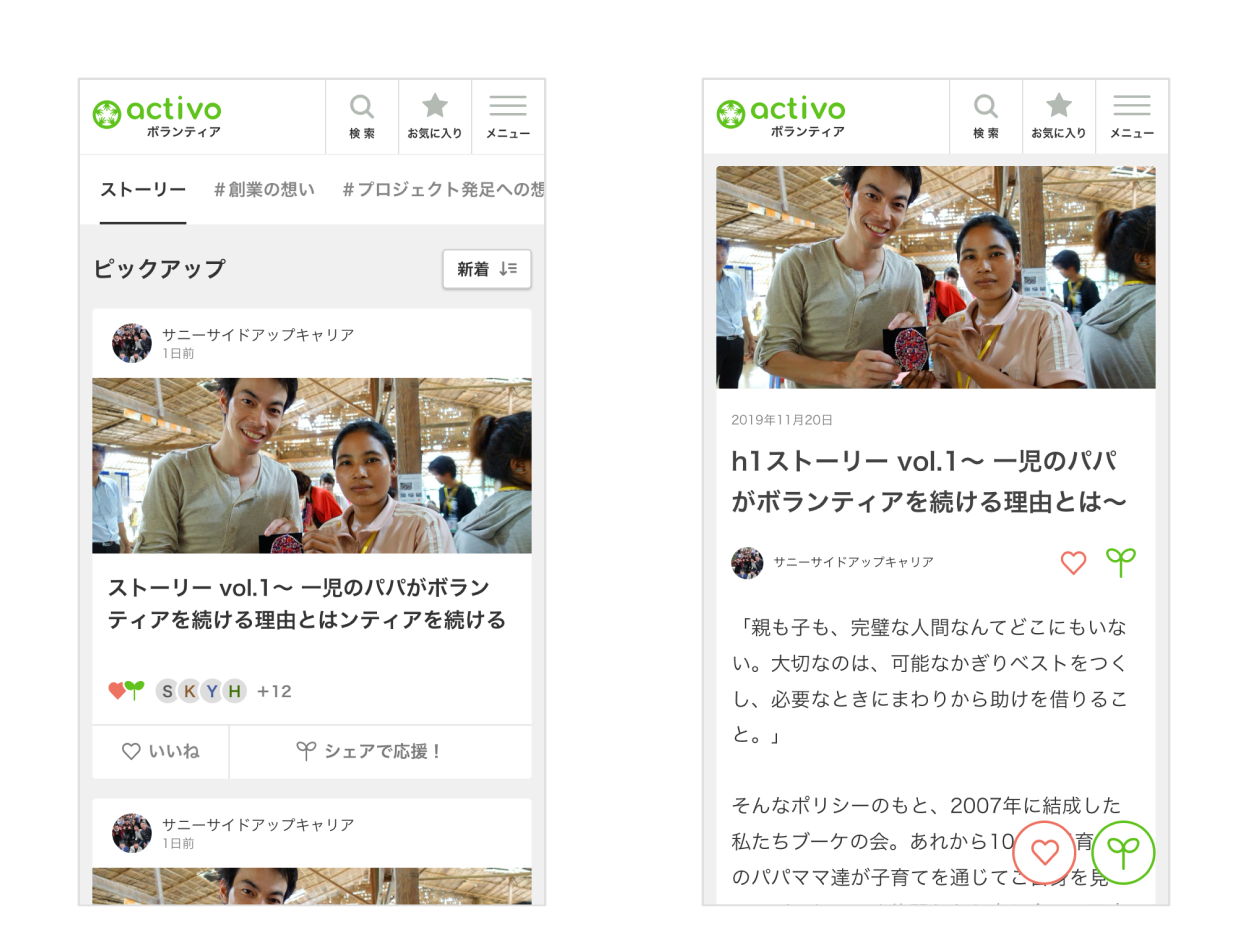 activo
ボランティア
検 索
お気に入り
メニュー
ストーリー
#創業の想い
#プロジェクト発足への想
ピックアップ
新着
サニーサイドアップキャリア
1日前
ストーリー vol.1〜 一児のパパがボラン
ティアを続ける理由とはンティアを続ける
S K Y H +12
いいね
シェアで応援！
サニーサイドアップキャリア
1日前
activo
ボランティア
検 索
お気に入り
メニュー
2019年11月20日
h1ストーリー vol.1〜 一児のパパ
がボランティアを続ける理由とは〜
サニーサイドアップキャリア
「親も子も、完璧な人間なんてどこにもいな
い。大切なのは、可能なかぎりベストをつく
し、必要なときにまわりから助けを借りるこ
と。」
そんなポリシーのもと、2007年に結成した
私たちブーケの会。あれから10 育
のパパママ達が子育てを通じてご自身を見